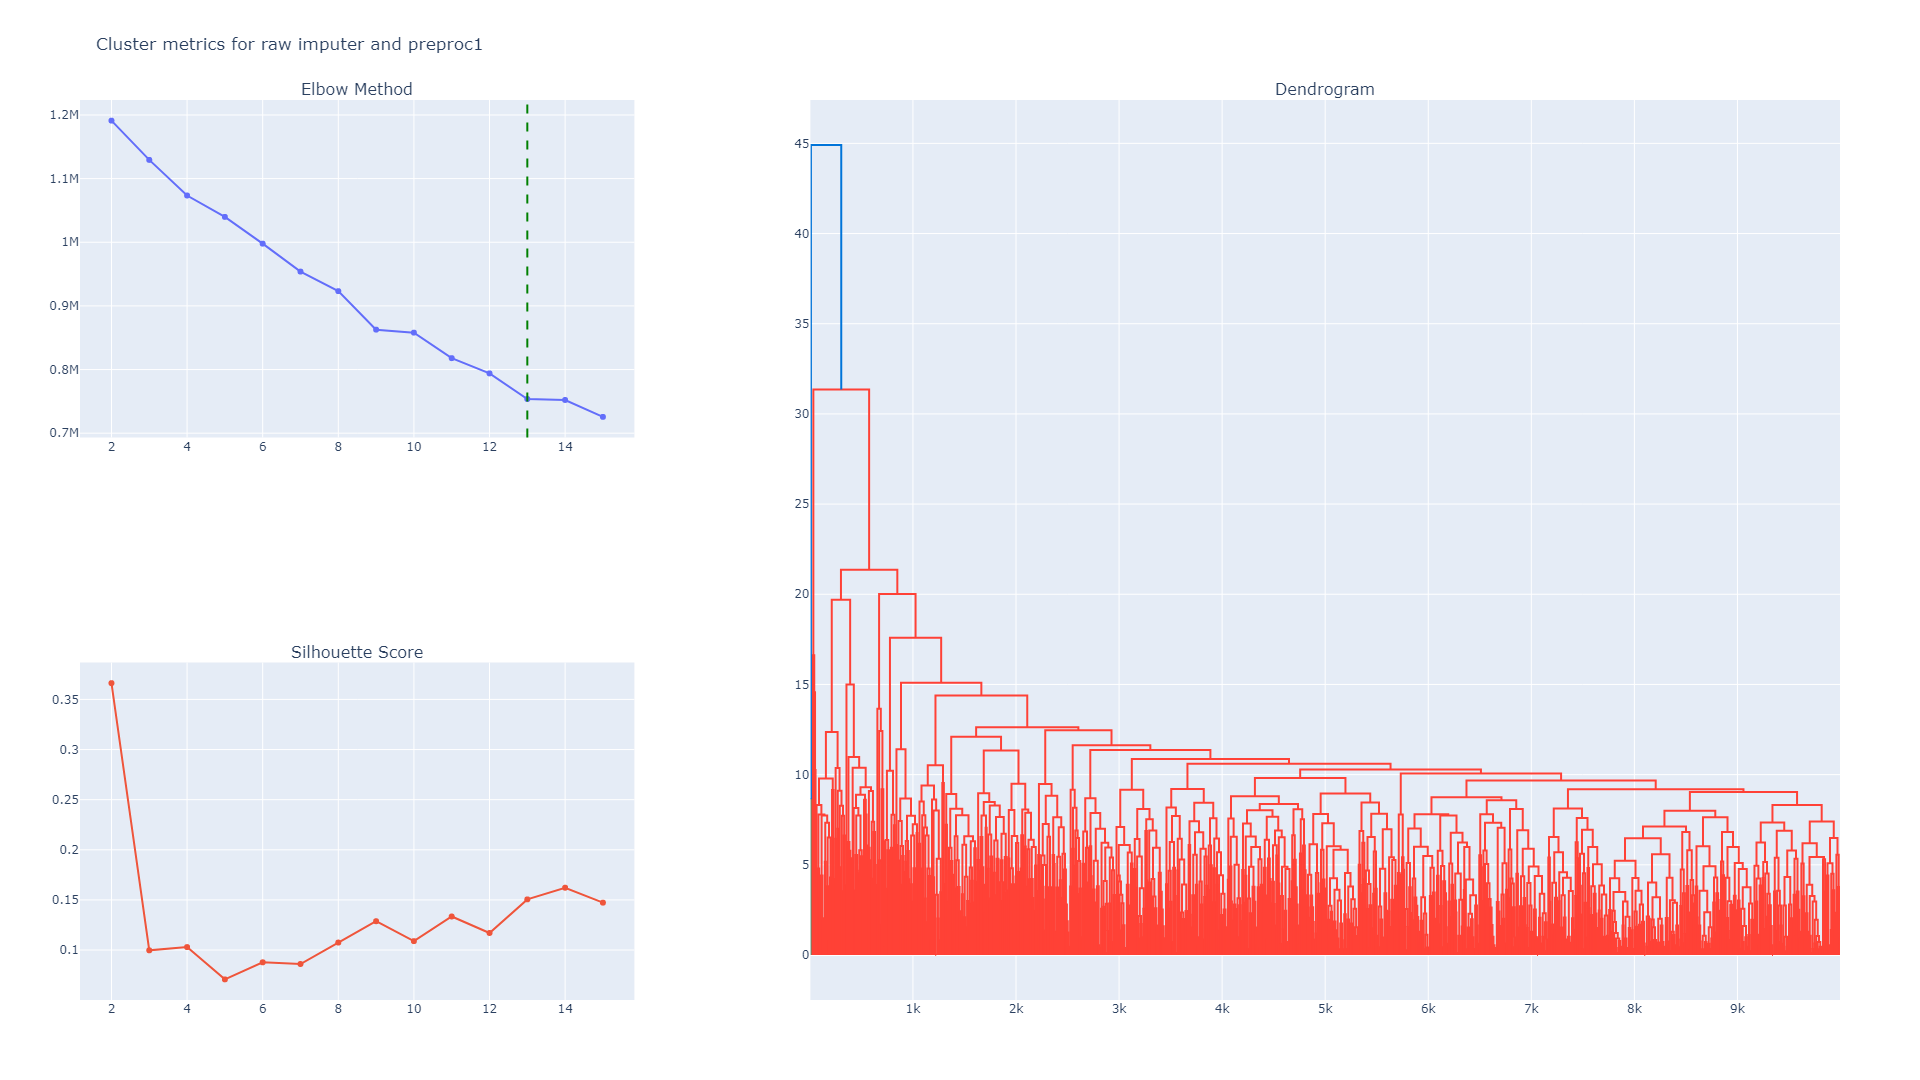 Cluster metrics for raw imputer and preproc1
Elbow Method
1.2M
1.1M
1M
0.9M
0.8M
0.7M
2 4 6 8 10 12 14
Silhouette Score
0.35
0.3
0.25
0.2
0.15
0.1
2 4 6 8 10 12 14
Dendrogram
45
40
35
30
25
20
15
10
5
0
1k 2k 3k 4k 5k 6k 7k 8k 9k